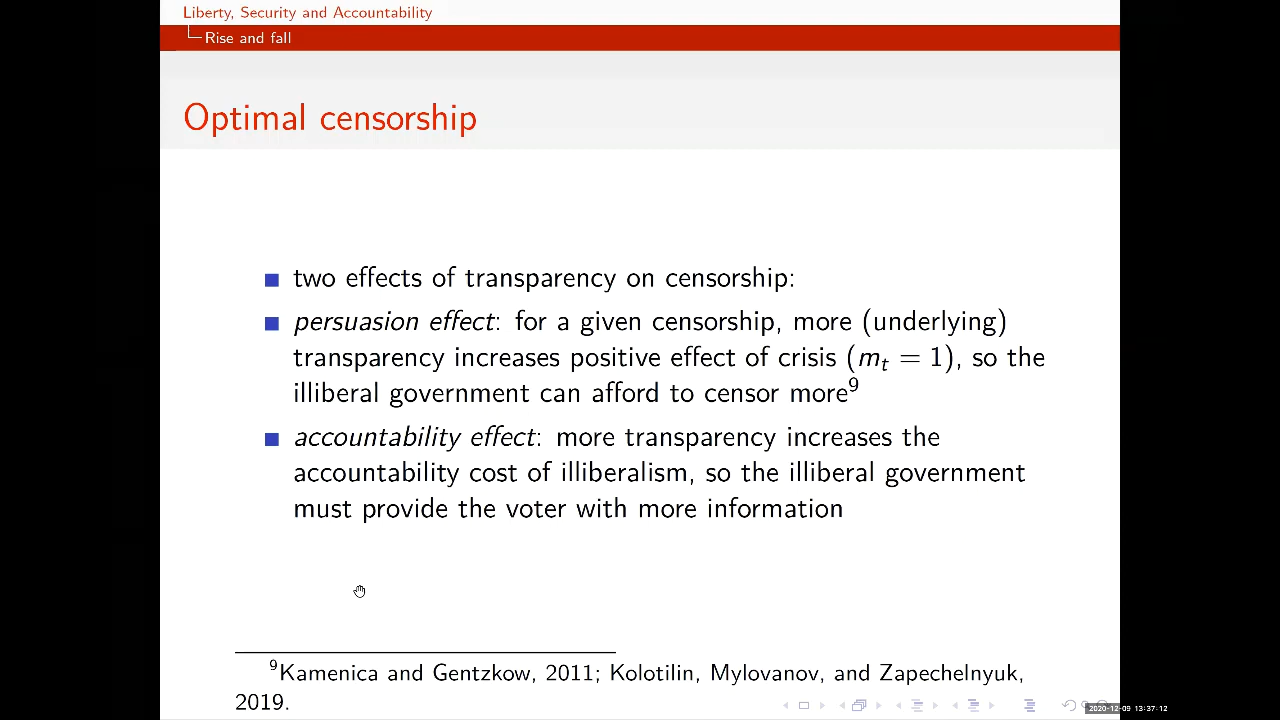 Liberty, Security and Accountability
Rise and fall
Optimal censorship
two effects of transparency on censorship:
persuasion effect: for a given censorship, more (underlying)
transparency increases positive effect of crisis (mt = 1), so the
illiberal government can afford to censor more9
accountability effect: more transparency increases the
accountability cost of illiberalism, so the illiberal government
must provide the voter with more information
9Kamenica and Gentzkow, 2011; Kolotilin, Mylovanov, and Zapechelnyuk,
2019.
2020-12-09 13:37:12